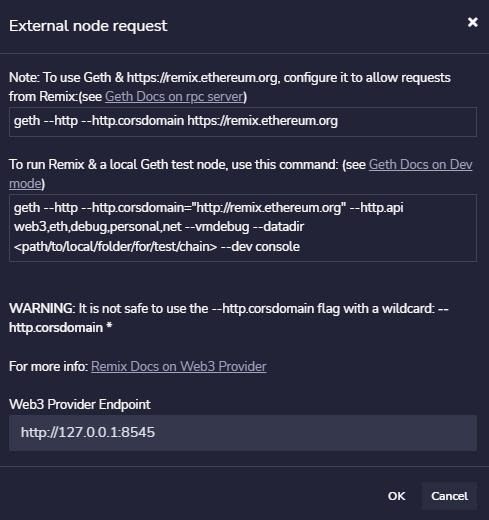 External node request
×
Note: To use Geth & https://remix.ethereum.org, configure it to allow requests
from Remix:(see Geth Docs on rpc server)
geth --http --http.corsdomain https://remix.ethereum.org
To run Remix & a local Geth test node, use this command: (see Geth Docs on Dev
mode)
geth --http --http.corsdomain="http://remix.ethereum.org" --http.api
web3,eth,debug,personal,net --vmdebug --datadir
<path/to/local/folder/for/test/chain> --dev console
WARNING: It is not safe to use the --http.corsdomain flag with a wildcard: --
http.corsdomain *
For more info: Remix Docs on Web3 Provider
Web3 Provider Endpoint
http://127.0.0.1:8545
OK Cancel